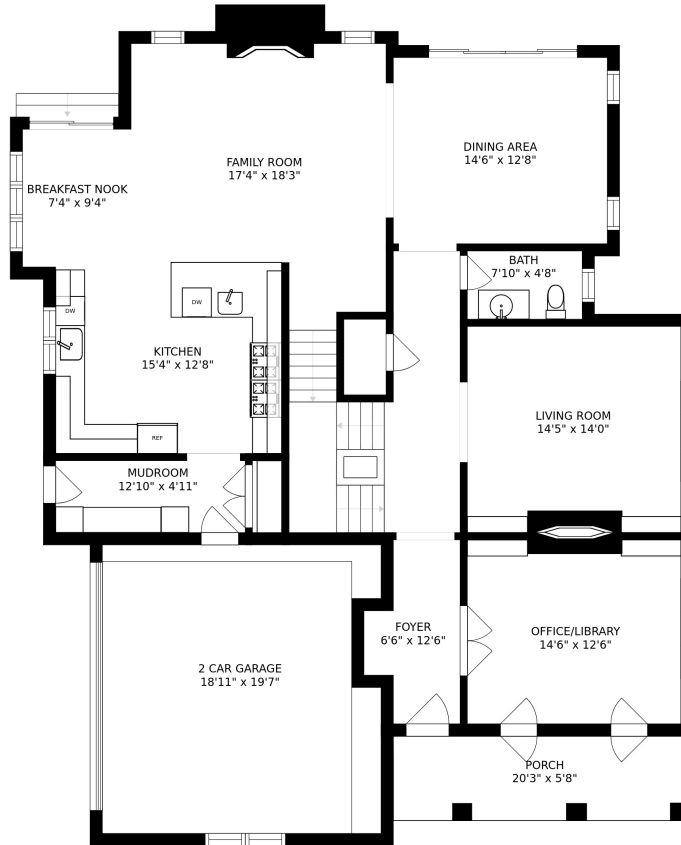 DINING AREA
14'6" x 12'8"
FAMILY ROOM
17'4" x 18'3"
BREAKFAST NOOK
7'4" x 9'4"
BATH
7'10" x 4'8"
DW
DW
KITCHEN
15'4" x 12'8"
LIVING ROOM
14'5" x 14'0"
REF
MUDROOM
12'10" x 4'11"
FOYER
6'6" x 12'6"
OFFICE/LIBRARY
14'6" x 12'6"
2 CAR GARAGE
18'11" x 19'7"
PORCH
20'3" x 5'8"